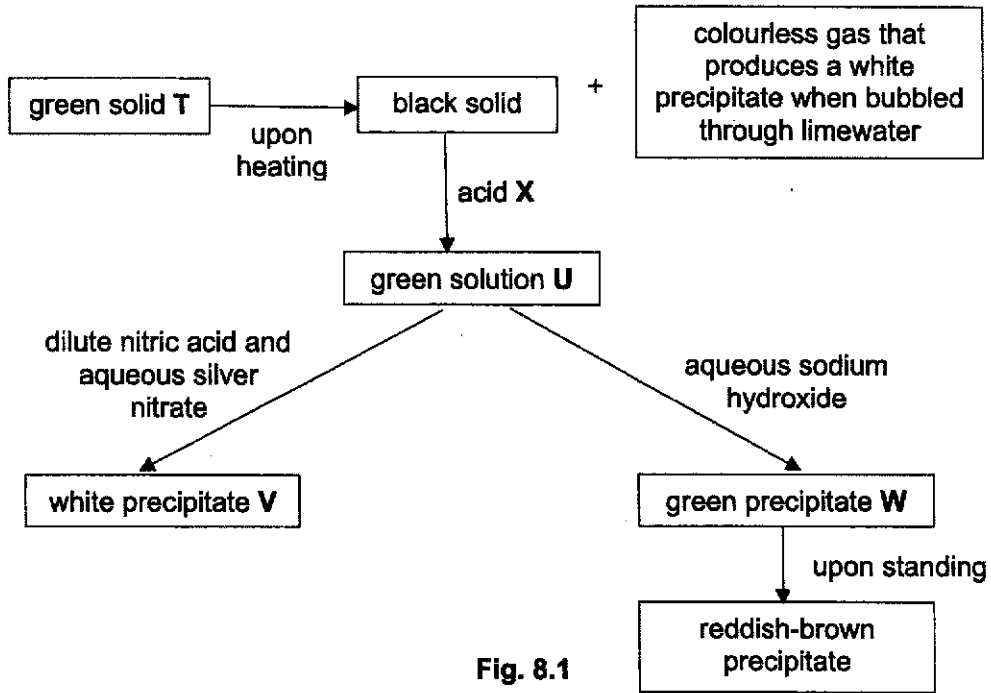 green solid T
upon
heating
black solid
+
colourless gas that
produces a white
precipitate when bubbled
through limewater
acid X
green solution U
dilute nitric acid and
aqueous silver
nitrate
aqueous sodium
hydroxide
white precipitate V
green precipitate W
upon standing
reddish-brown
precipitate
Fig. 8.1